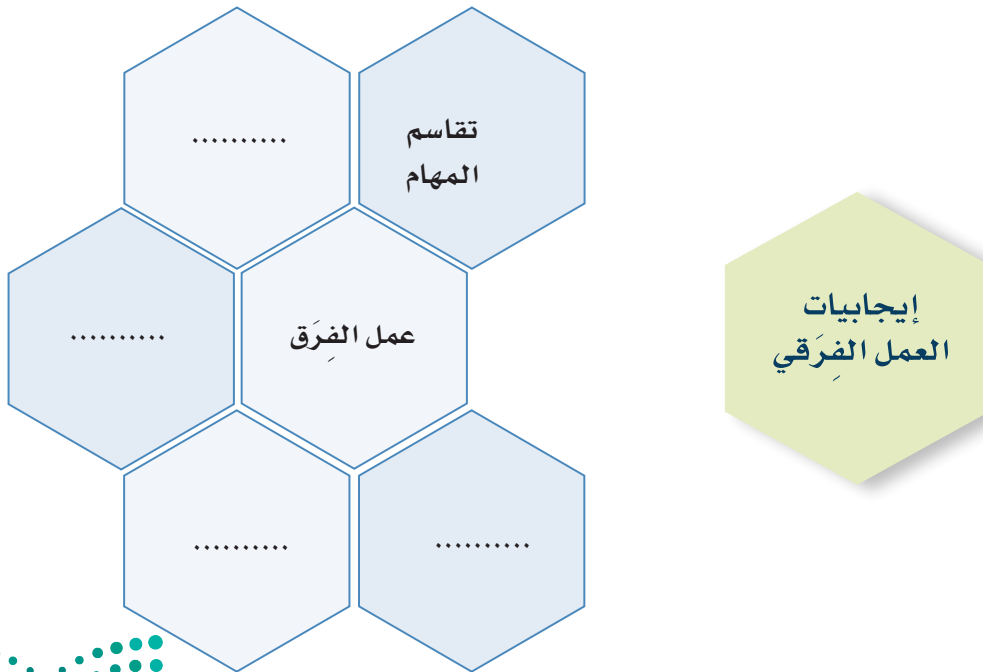 إيجابيات
العمل الفِرَقي
تقاسم
المهام
..........
عمل الفِرَق
..........
..........
..........